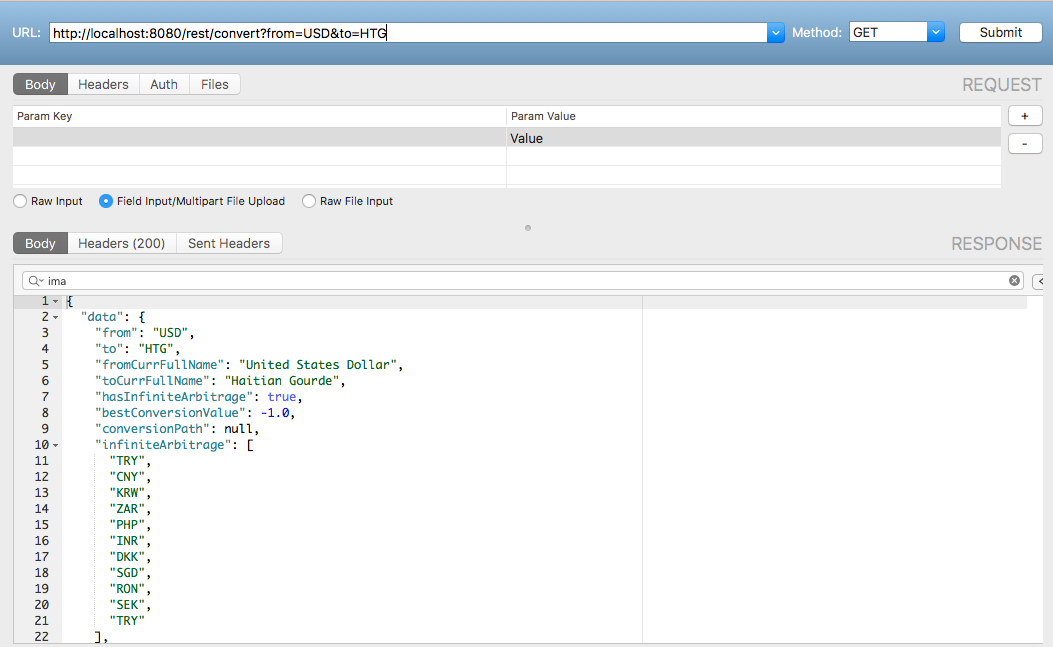 URL: http://localhost:8080/rest/convert?from=USD&to=HTG Method: GET Submit
Body Headers Auth Files REQUEST
Param Key Param Value +
Value
-
Raw Input Field Input/Multipart File Upload Raw File Input
Body Headers (200) Sent Headers RESPONSE
ima
1 {
2 "data": {
3 "from": "USD",
4 "to": "HTG",
5 "fromCurrFullName": "United States Dollar",
6 "toCurrFullName": "Haitian Gourde",
7 "hasInfiniteArbitrage": true,
8 "bestConversionValue": -1.0,
9 "conversionPath": null,
10 "infiniteArbitrage": [
11 "TRY",
12 "CNY",
13 "KRW",
14 "ZAR",
15 "PHP",
16 "INR",
17 "DKK",
18 "SGD",
19 "RON",
20 "SEK",
21 "TRY"
22 ],